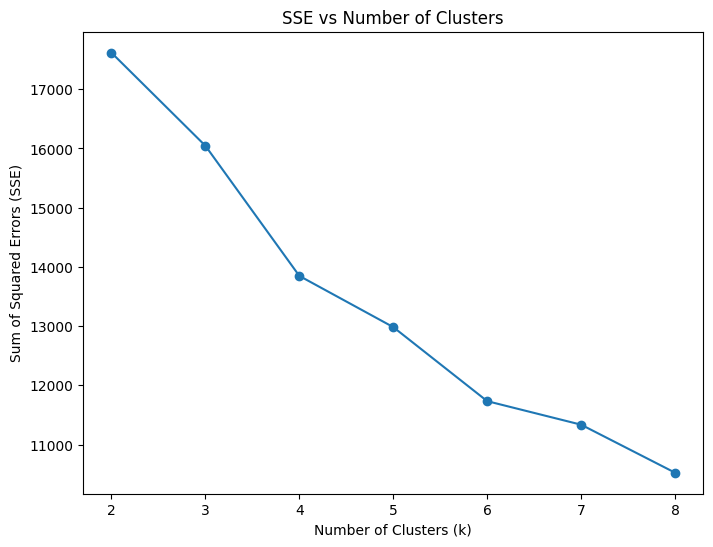 SSE vs Number of Clusters
Sum of Squared Errors (SSE)
17000
16000
15000
14000
13000
12000
11000
2 3 4 5 6 7 8
Number of Clusters (k)